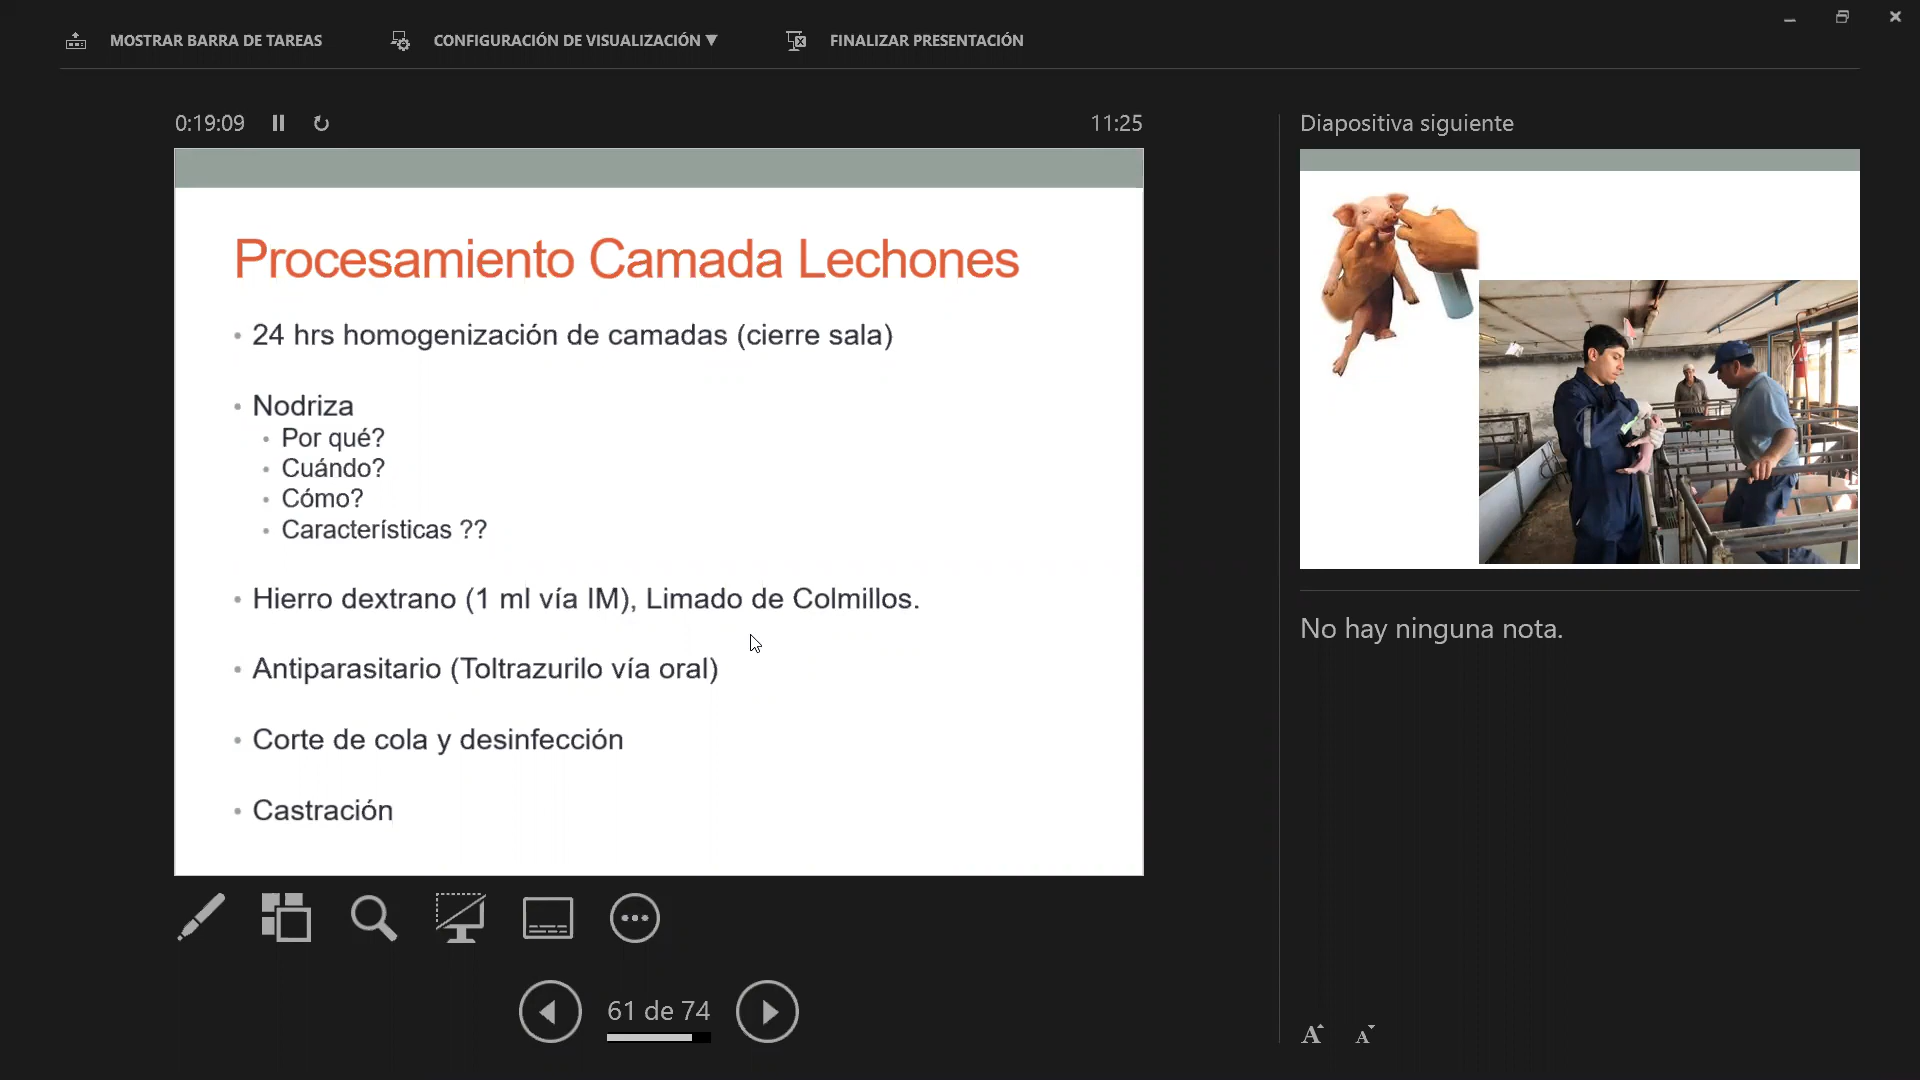 MOSTRAR BARRA DE TAREAS
CONFIGURACIÓN DE VISUALIZACIÓN ▼
FINALIZAR PRESENTACIÓN
0:19:09
11:25
Procesamiento Camada Lechones
• 24 hrs homogenización de camadas (cierre sala)
• Nodriza
• Por qué?
• Cuándo?
• Cómo?
• Características ??
• Hierro dextrano (1 ml vía IM), Limado de Colmillos.
• Antiparasitario (Toltrazurilo vía oral)
• Corte de cola y desinfección
• Castración
61 de 74
Diapositiva siguiente
No hay ninguna nota.
A A